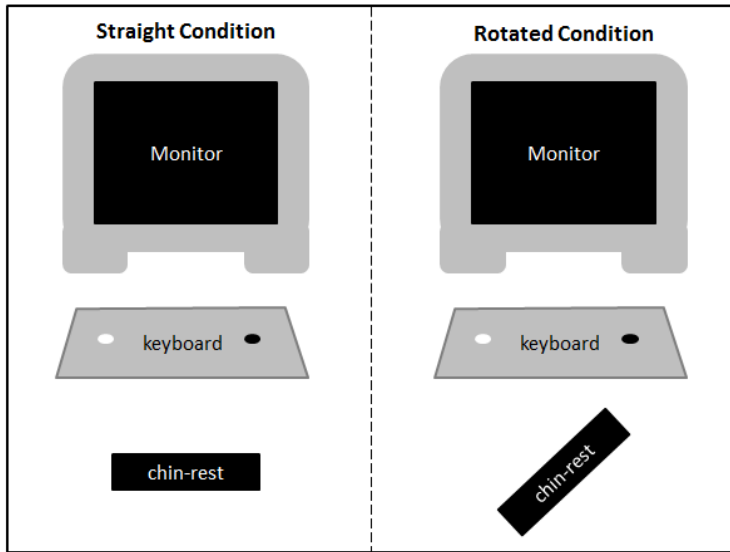 Straight Condition
Monitor
keyboard
chin-rest
Rotated Condition
Monitor
keyboard
chin-rest